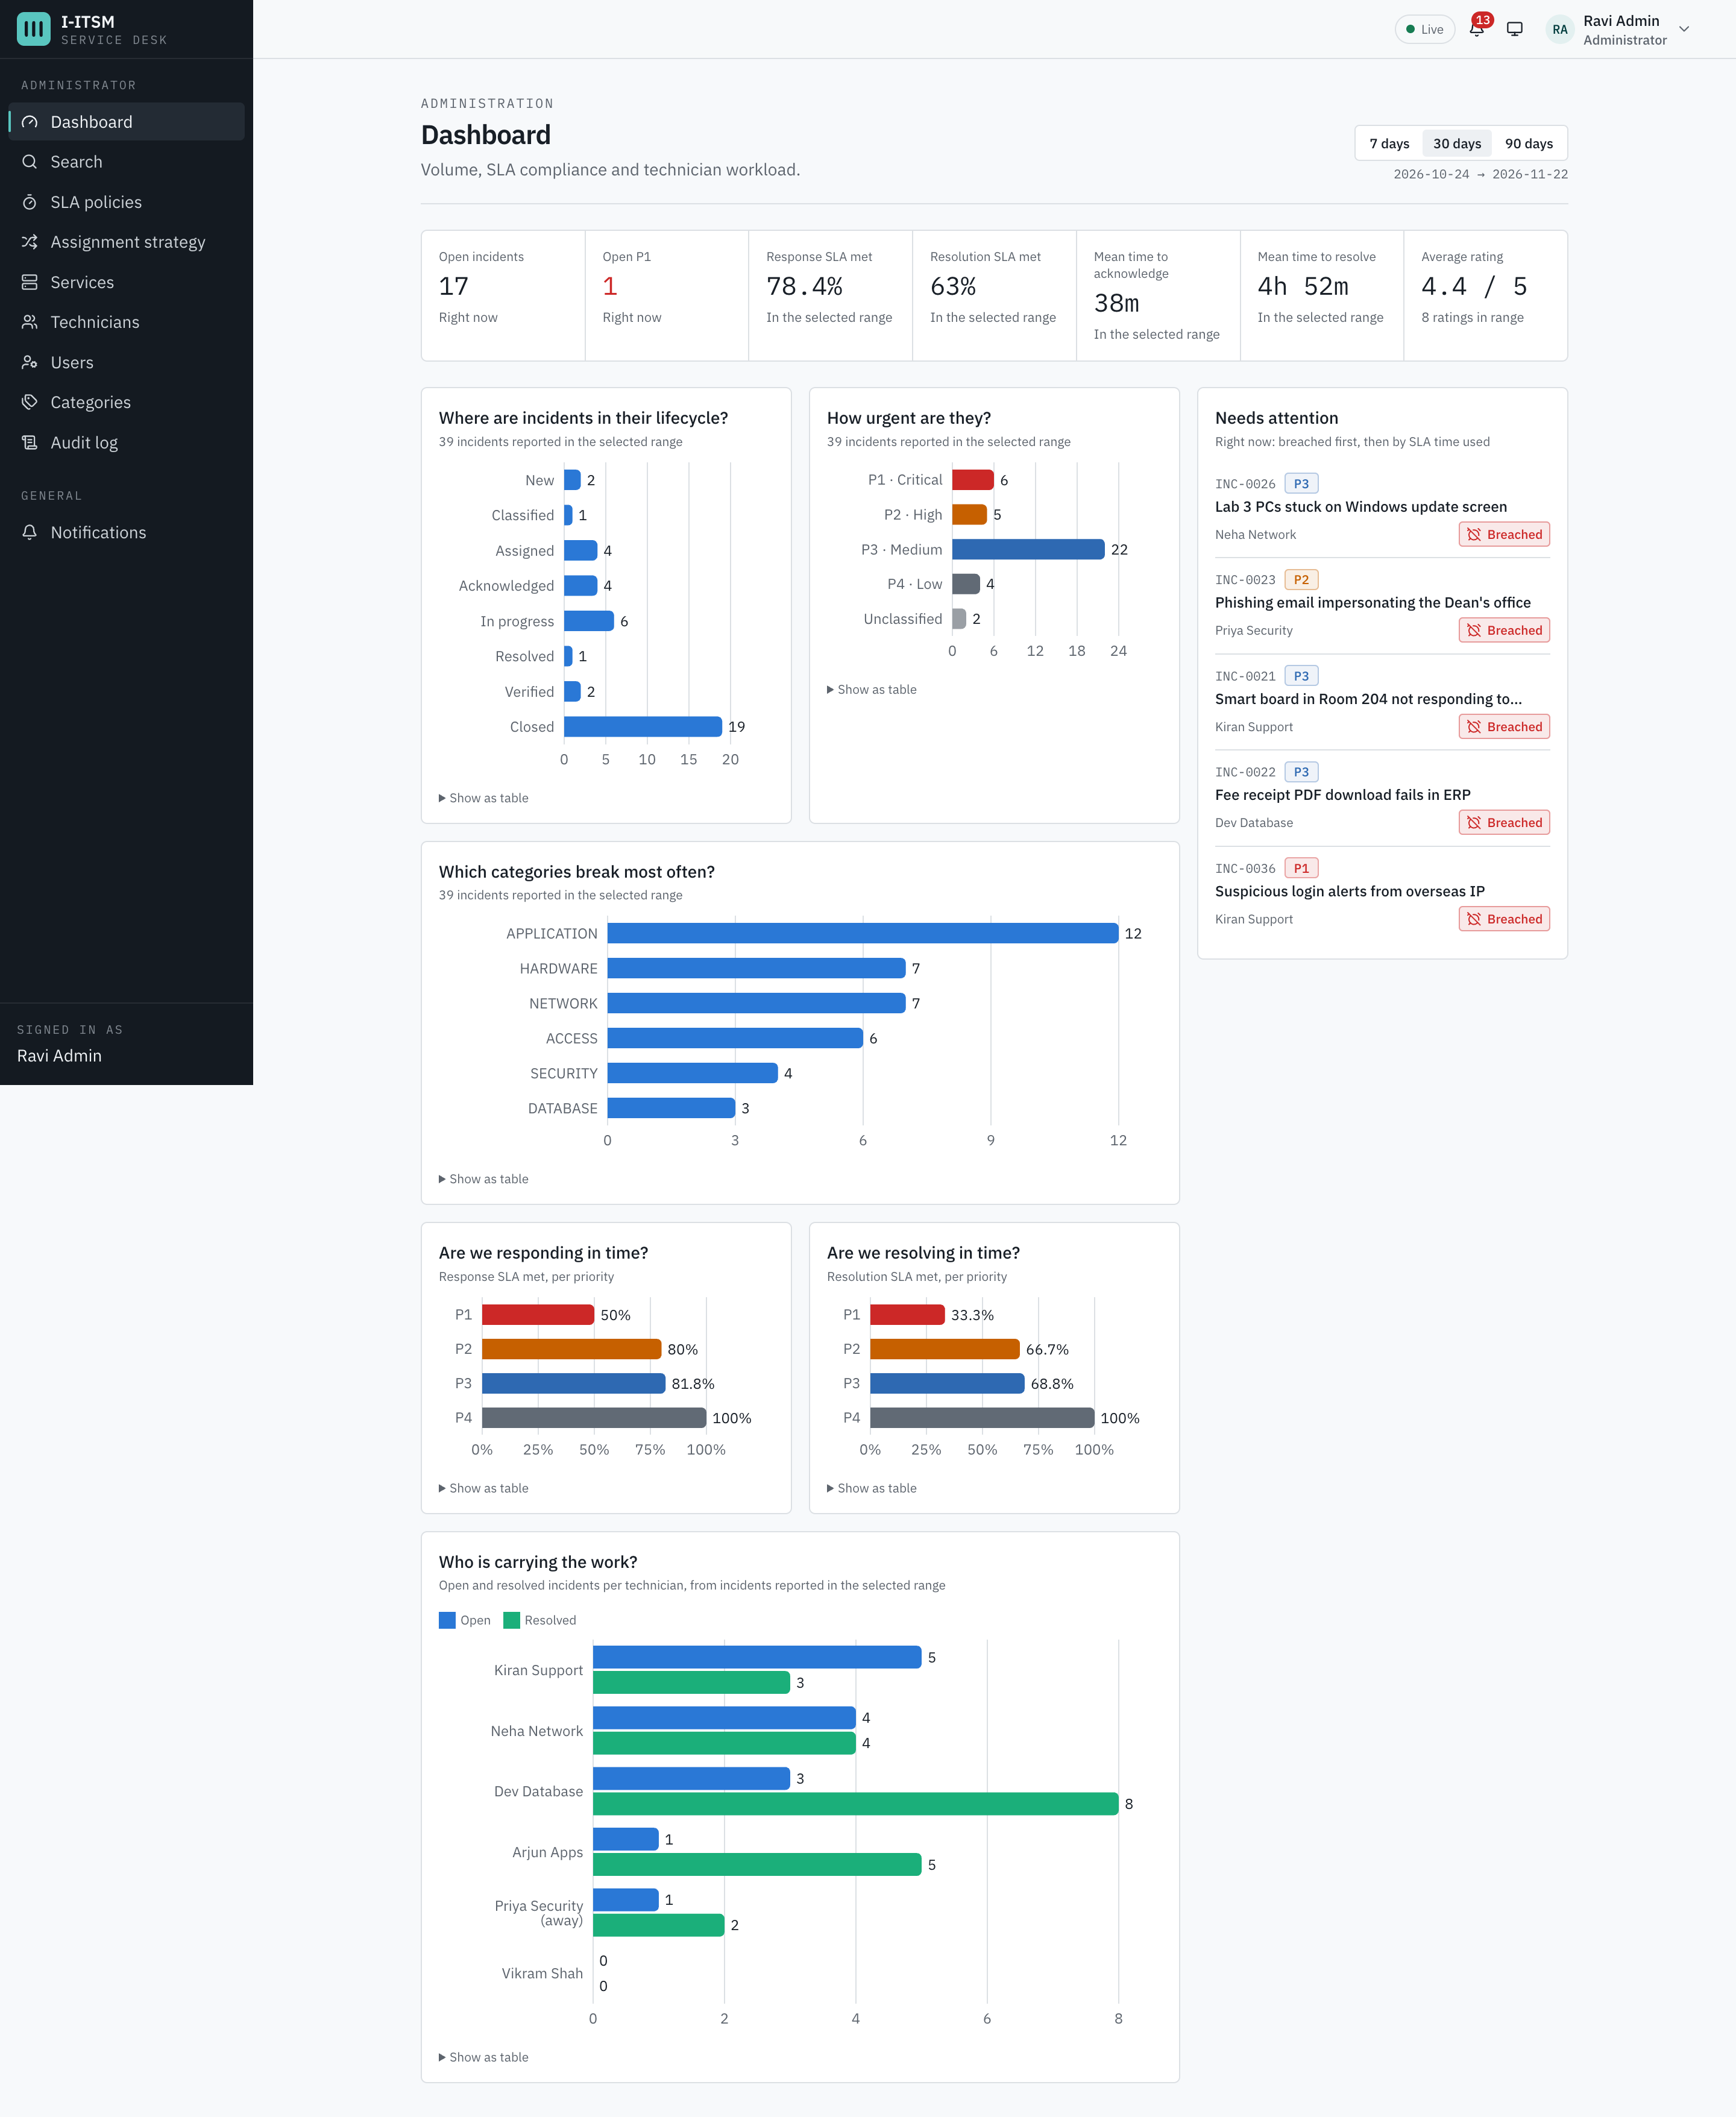 I-ITSM
SERVICE DESK
ADMINISTRATOR
Dashboard
Search
SLA policies
Assignment strategy
Services
Technicians
Users
Categories
Audit log
GENERAL
Notifications
SIGNED IN AS
Ravi Admin
Live
13
RA
Ravi Admin
Administrator
ADMINISTRATION
Dashboard
Volume, SLA compliance and technician workload.
7 days 30 days 90 days
2026-10-24 → 2026-11-22
Open incidents
17
Right now
Open P1
1
Right now
Response SLA met
78.4%
In the selected range
Resolution SLA met
63%
In the selected range
Mean time to
acknowledge
38m
In the selected range
Mean time to resolve
4h 52m
In the selected range
Average rating
4.4 / 5
8 ratings in range
Where are incidents in their lifecycle?
39 incidents reported in the selected range
New 2
Classified 1
Assigned 4
Acknowledged 4
In progress 6
Resolved 1
Verified 2
Closed 19
0 5 10 15 20
Show as table
How urgent are they?
39 incidents reported in the selected range
P1 · Critical 6
P2 · High 5
P3 · Medium 22
P4 · Low 4
Unclassified 2
0 6 12 18 24
Show as table
Needs attention
Right now: breached first, then by SLA time used
INC-0026 P3
Lab 3 PCs stuck on Windows update screen
Neha Network Breached
INC-0023 P2
Phishing email impersonating the Dean's office
Priya Security Breached
INC-0021 P3
Smart board in Room 204 not responding to...
Kiran Support Breached
INC-0022 P3
Fee receipt PDF download fails in ERP
Dev Database Breached
INC-0036 P1
Suspicious login alerts from overseas IP
Kiran Support Breached
Which categories break most often?
39 incidents reported in the selected range
APPLICATION 12
HARDWARE 7
NETWORK 7
ACCESS 6
SECURITY 4
DATABASE 3
0 3 6 9 12
Show as table
Are we responding in time?
Response SLA met, per priority
P1 50%
P2 80%
P3 81.8%
P4 100%
0% 25% 50% 75% 100%
Show as table
Are we resolving in time?
Resolution SLA met, per priority
P1 33.3%
P2 66.7%
P3 68.8%
P4 100%
0% 25% 50% 75% 100%
Show as table
Who is carrying the work?
Open and resolved incidents per technician, from incidents reported in the selected range
Open Resolved
Kiran Support 5
3
Neha Network 4
4
Dev Database 3
8
Arjun Apps 1
5
Priya Security
(away) 1
2
Vikram Shah 0
0
0 2 4 6 8
Show as table